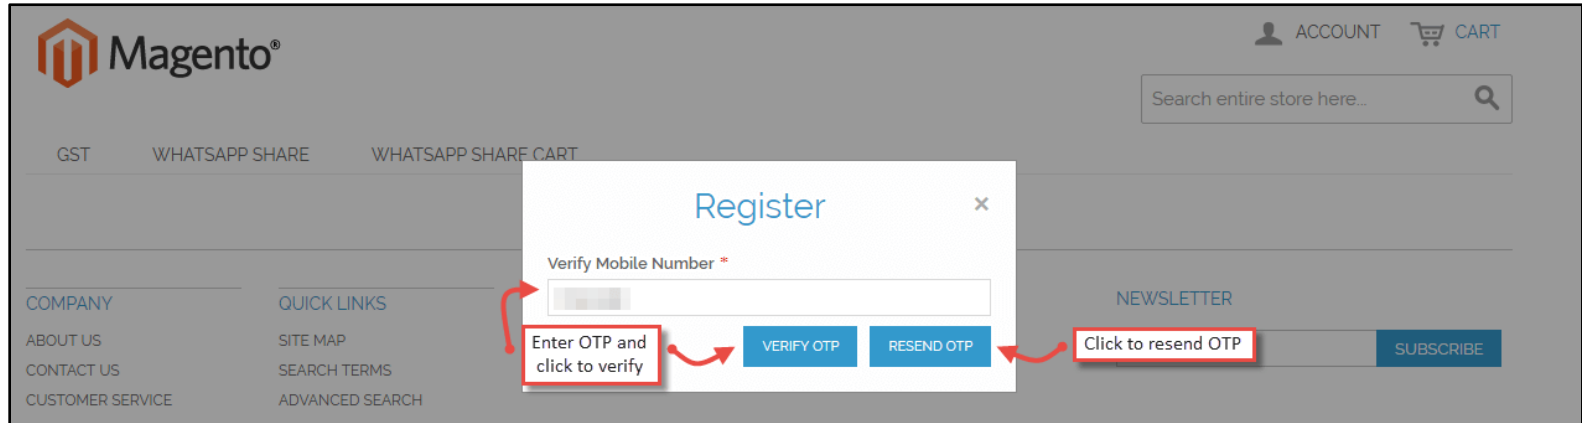 Magento®
ACCOUNT
CART
Search entire store here...
GST
WHATSAPP SHARE
WHATSAPP SHARE CART
Register
×
Verify Mobile Number *
Enter OTP and
click to verify
VERIFY OTP
RESEND OTP
Click to resend OTP
COMPANY
ABOUT US
CONTACT US
CUSTOMER SERVICE
QUICK LINKS
SITE MAP
SEARCH TERMS
ADVANCED SEARCH
NEWSLETTER
SUBSCRIBE